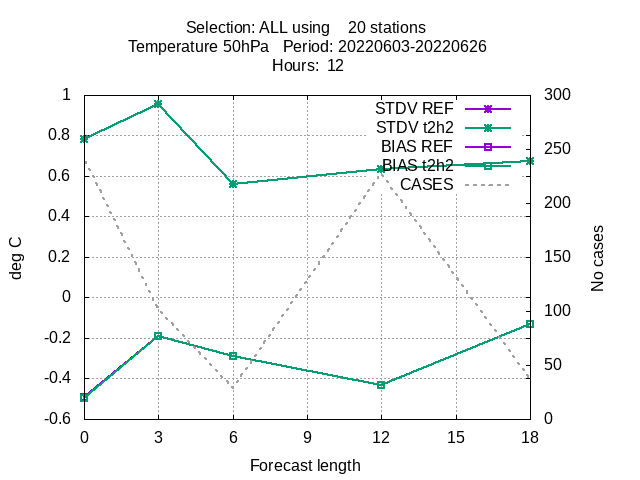 Selection: ALL using 20 stations
Temperature 50hPa Period: 20220603-20220626
Hours: 12
1
0.8
0.6
0.4
0.2
0
-0.2
-0.4
-0.6
deg C
STDV REF
STDV t2h2
BIAS REF
BIAS t2h2
CASES
300
250
200
150
100
50
0
No cases
0 3 6 9 12 15 18
Forecast length